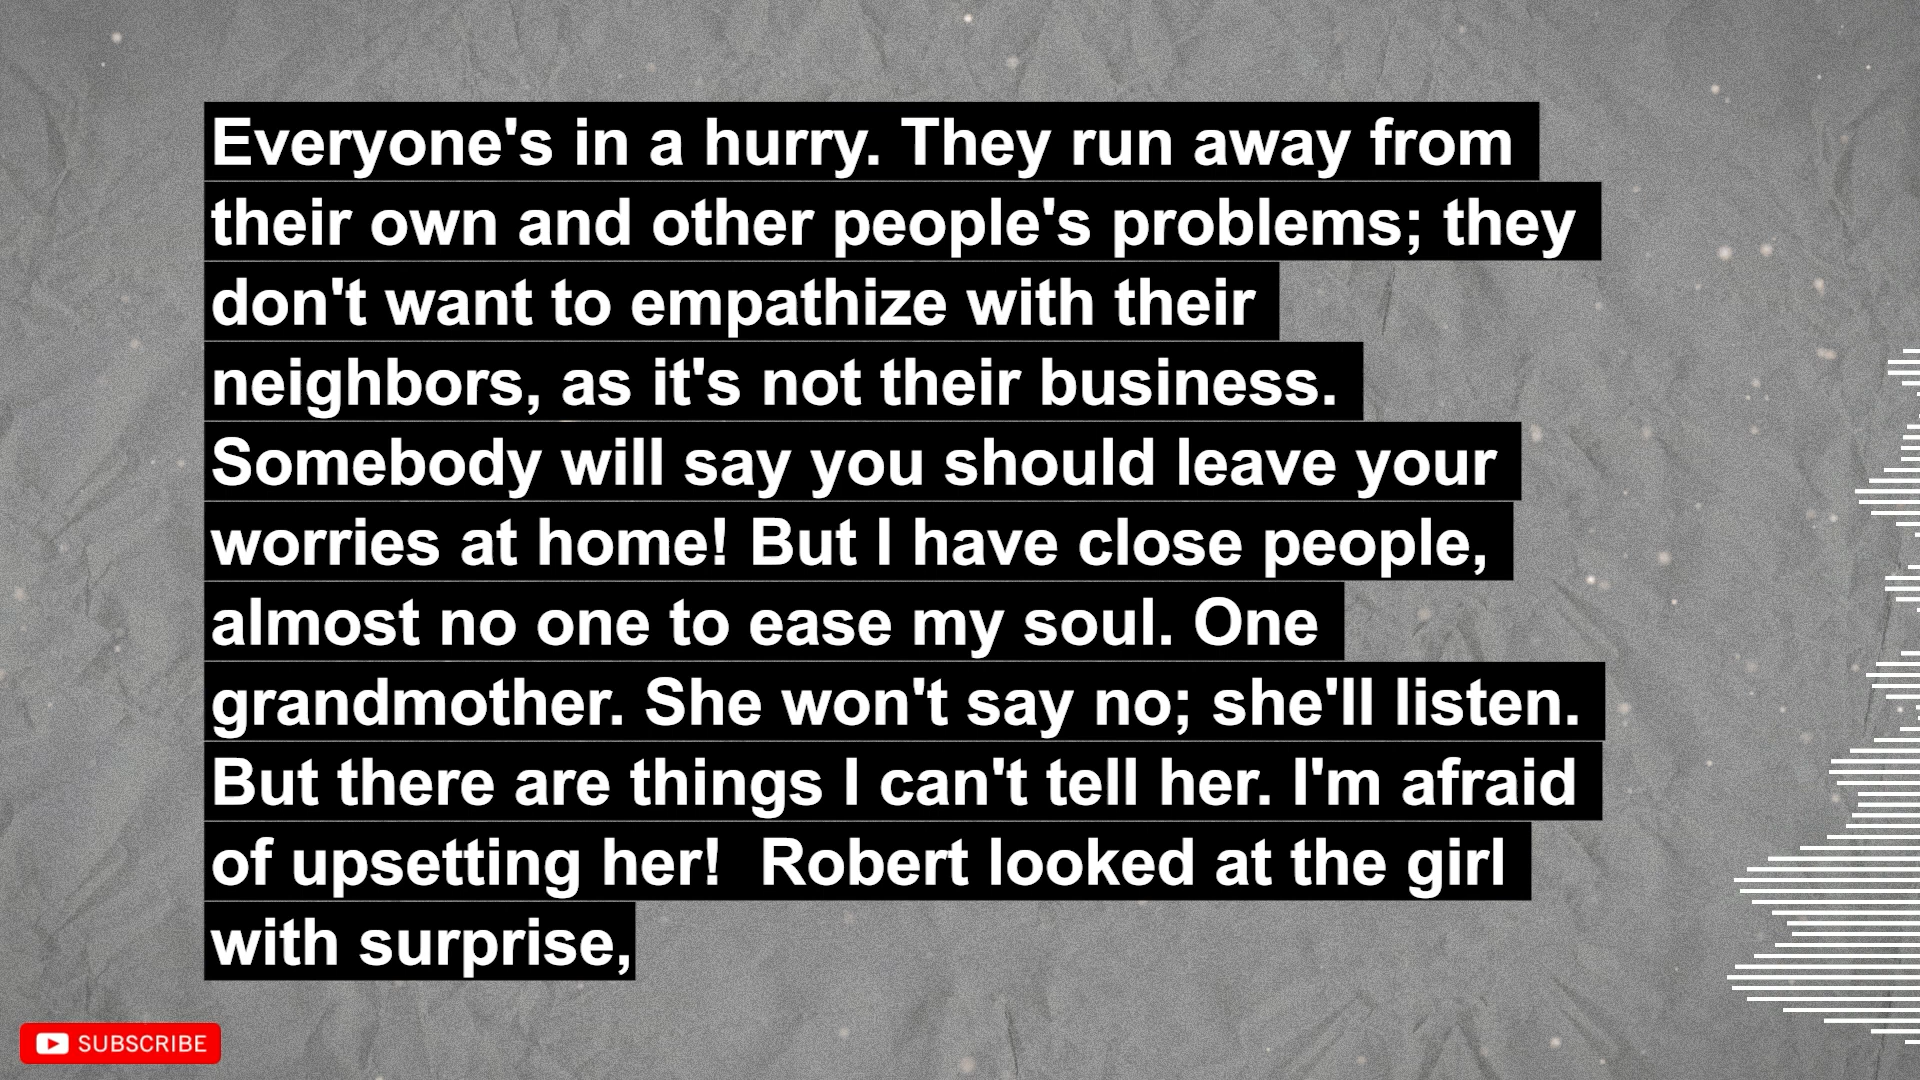 Everyone's in a hurry. They run away from
their own and other people's problems; they
don't want to empathize with their
neighbors, as it's not their business.
Somebody will say you should leave your
worries at home! But I have close people,
almost no one to ease my soul. One
grandmother. She won't say no; she'll listen.
But there are things I can't tell her. I'm afraid
of upsetting her!  Robert looked at the girl
with surprise,
SUBSCRIBE